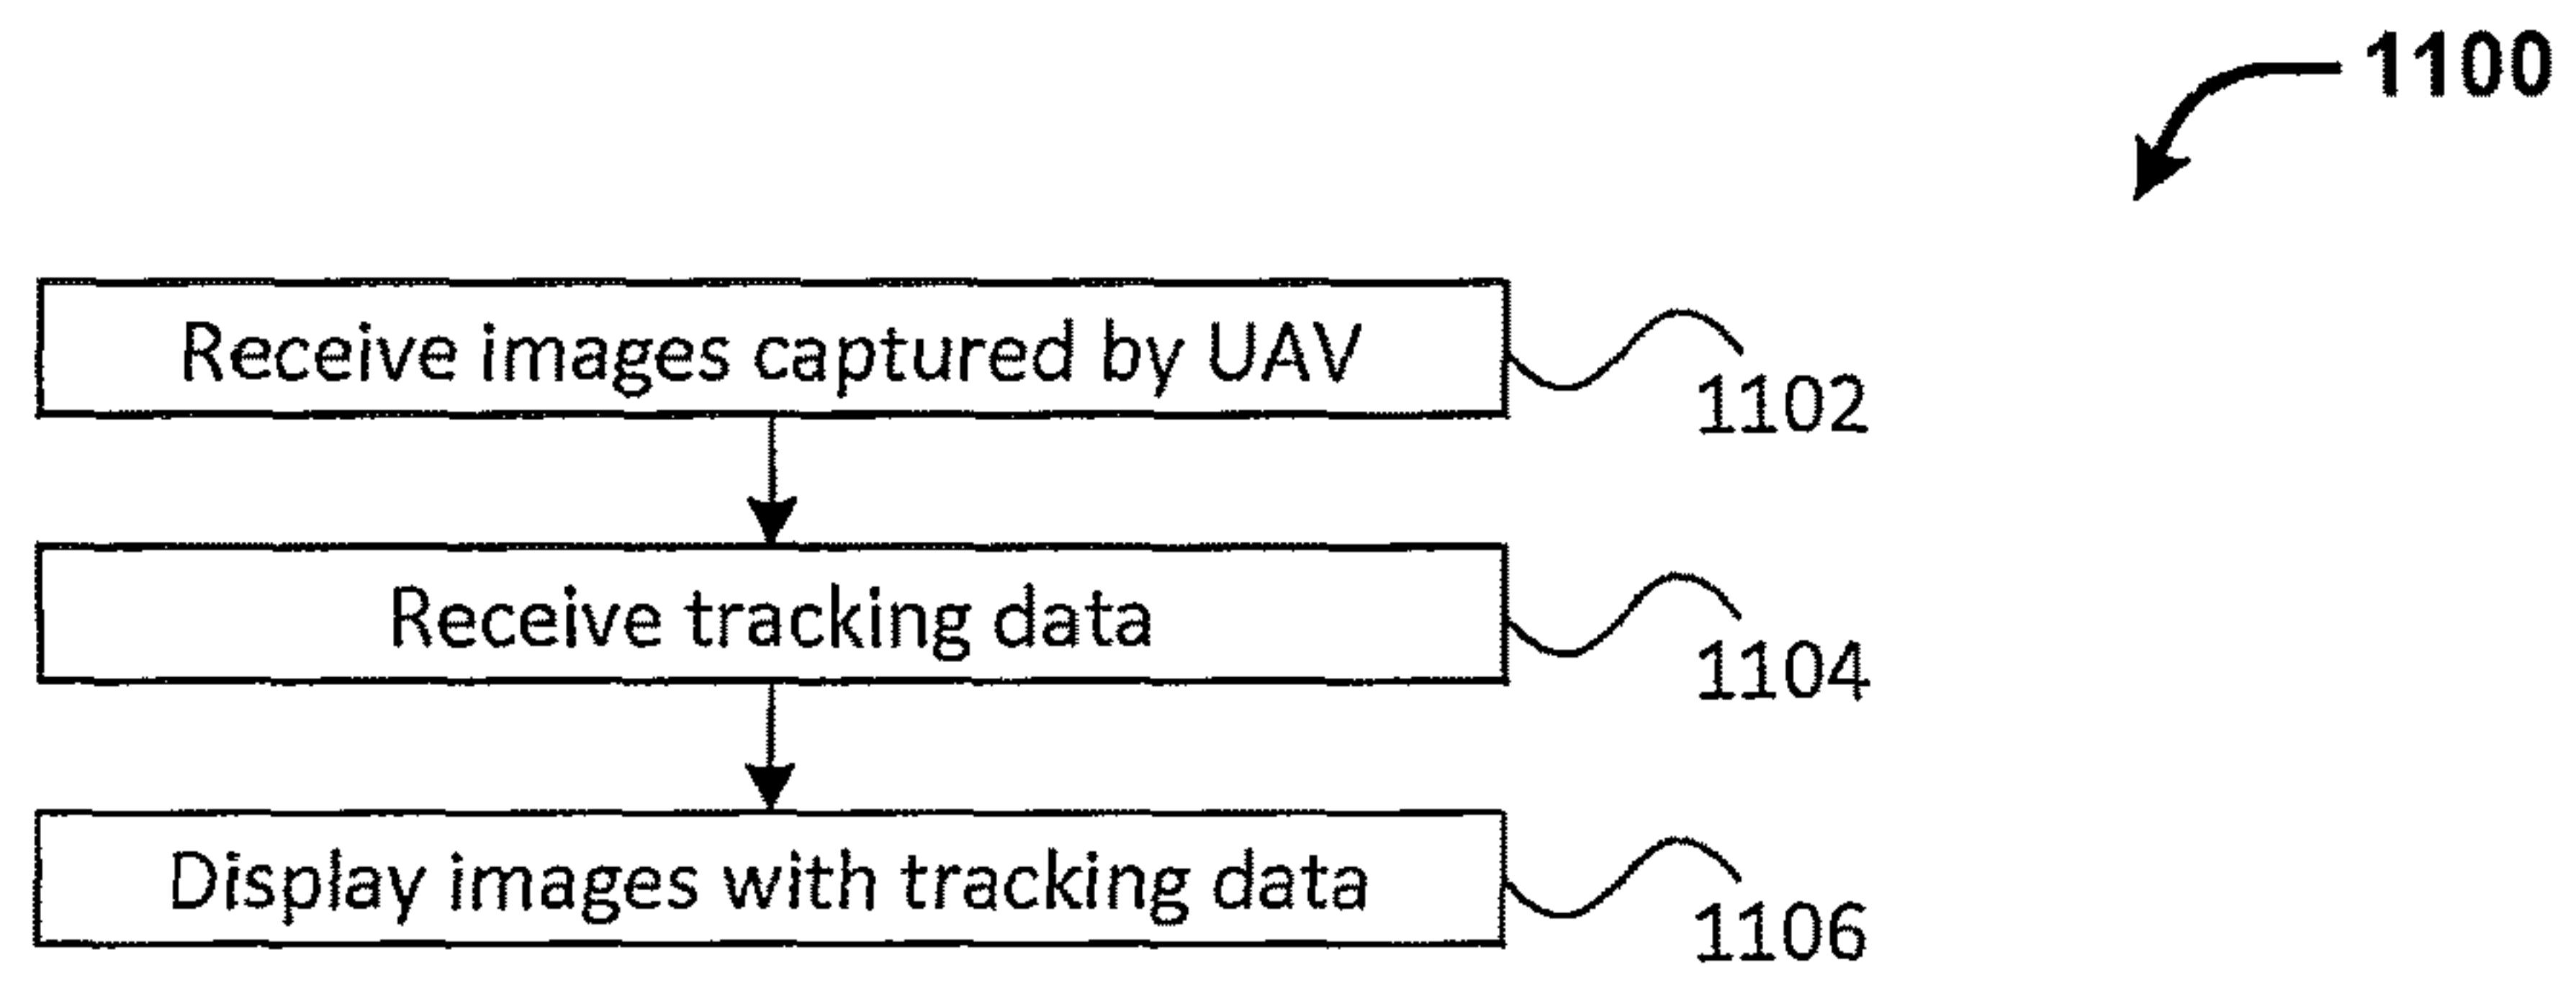 1100
Receive images captured by UAV
1102
Receive tracking data
1104
Display images with tracking data
1106